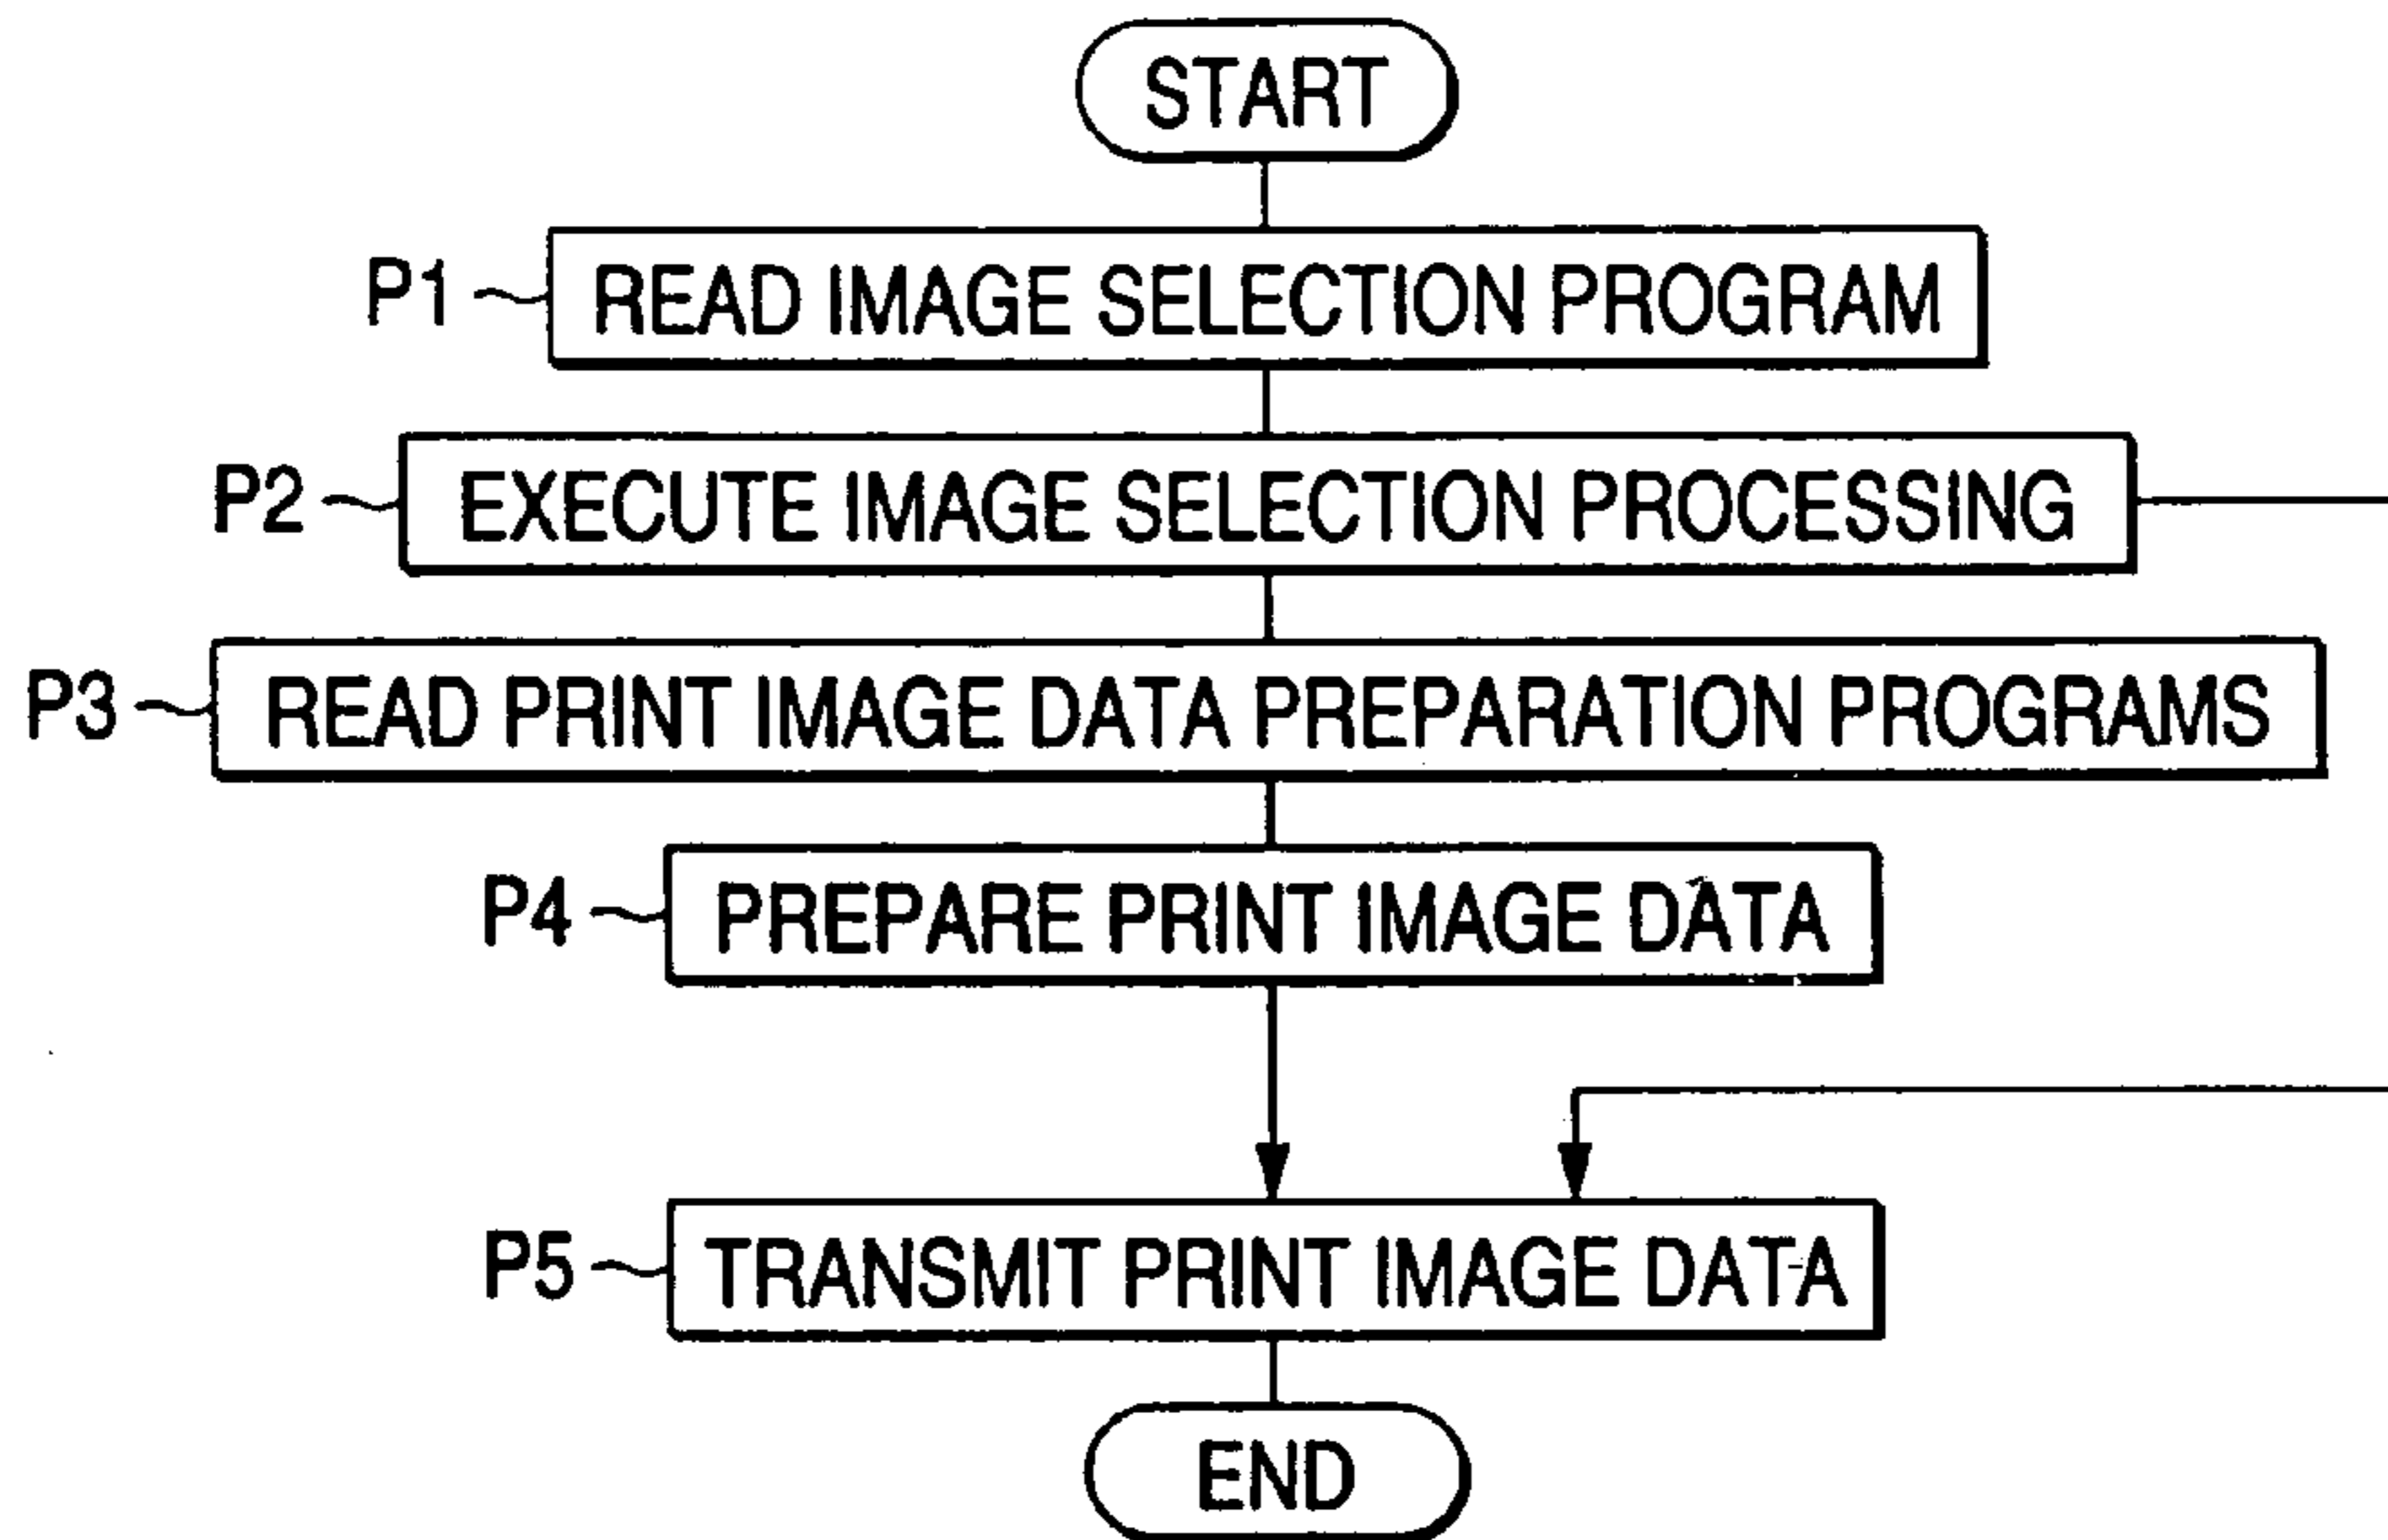 START
P1 READ IMAGE SELECTION PROGRAM
P2 EXECUTE IMAGE SELECTION PROCESSING
P3 READ PRINT IMAGE DATA PREPARATION PROGRAMS
P4 PREPARE PRINT IMAGE DATA
P5 TRANSMIT PRINT IMAGE DATA
END